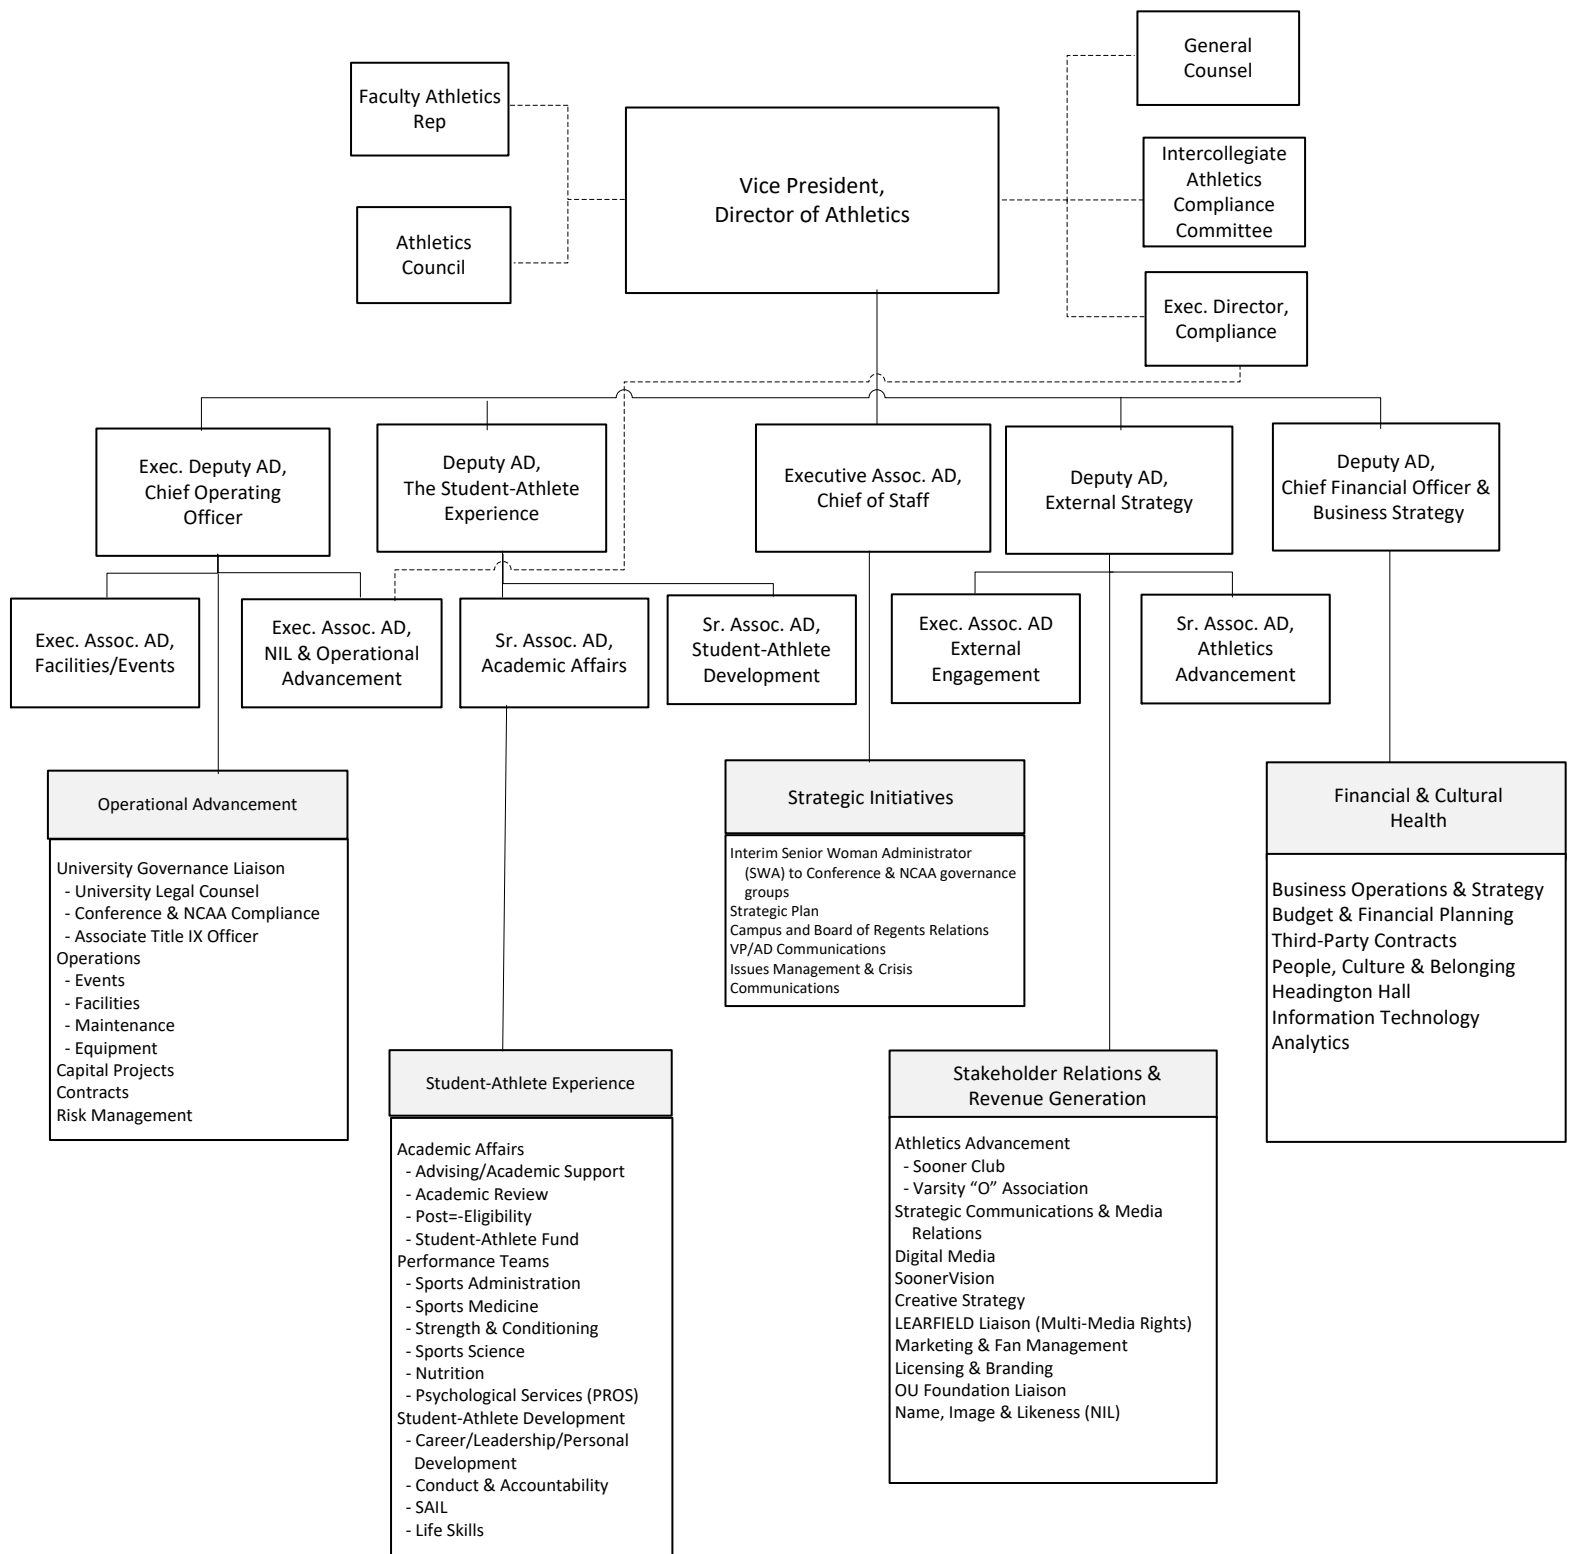 General
Counsel
Faculty Athletics
Rep
Intercollegiate
Athletics
Compliance
Committee
Vice President,
Director of Athletics
Athletics
Council
Exec. Director,
Compliance
Exec. Deputy AD,
Chief Operating
Officer
Deputy AD,
The Student-Athlete
Experience
Executive Assoc. AD,
Chief of Staff
Deputy AD,
External Strategy
Deputy AD,
Chief Financial Officer &
Business Strategy
Exec. Assoc. AD,
Facilities/Events
Exec. Assoc. AD,
NIL & Operational
Advancement
Sr. Assoc. AD,
Academic Affairs
Sr. Assoc. AD,
Student-Athlete
Development
Exec. Assoc. AD
External
Engagement
Sr. Assoc. AD,
Athletics
Advancement
Operational Advancement
University Governance Liaison
- University Legal Counsel
- Conference & NCAA Compliance
- Associate Title IX Officer
Operations
- Events
- Facilities
- Maintenance
- Equipment
Capital Projects
Contracts
Risk Management
Student-Athlete Experience
Academic Affairs
- Advising/Academic Support
- Academic Review
- Post=-Eligibility
- Student-Athlete Fund
Performance Teams
- Sports Administration
- Sports Medicine
- Strength & Conditioning
- Sports Science
- Nutrition
- Psychological Services (PROS)
Student-Athlete Development
- Career/Leadership/Personal
Development
- Conduct & Accountability
- SAIL
- Life Skills
Strategic Initiatives
Interim Senior Woman Administrator
(SWA) to Conference & NCAA governance
groups
Strategic Plan
Campus and Board of Regents Relations
VP/AD Communications
Issues Management & Crisis
Communications
Stakeholder Relations &
Revenue Generation
Athletics Advancement
- Sooner Club
- Varsity “O” Association
Strategic Communications & Media
Relations
Digital Media
SoonerVision
Creative Strategy
LEARFIELD Liaison (Multi-Media Rights)
Marketing & Fan Management
Licensing & Branding
OU Foundation Liaison
Name, Image & Likeness (NIL)
Financial & Cultural
Health
Business Operations & Strategy
Budget & Financial Planning
Third-Party Contracts
People, Culture & Belonging
Headington Hall
Information Technology
Analytics